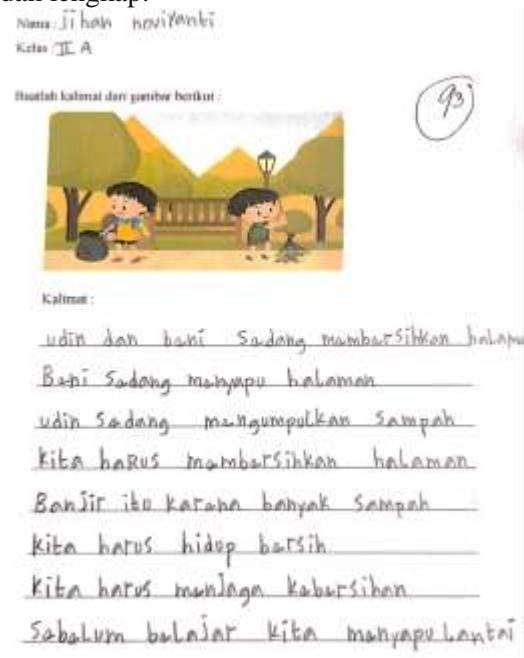 dan lengkap.
Nama : Jihan noviyanti
Kelas : II A
Buatlah kalimat dari gambar berikut :
93
Kalimat :
udin dan bani Sedang membersihkan halama
Bani Sedang menyapu halaman
udin Sedang mengumpulkan Sampah
kita haRus membersihkan halaman
Banjir itu karena banyak Sampah
kita harus hidup bersih
kita harus menjaga kebersihan
Sebelum belajar kita menyapu lantai